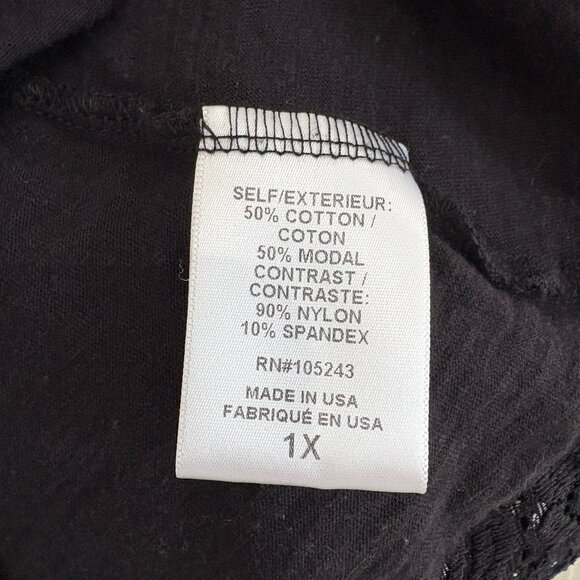 SELF/EXTERIEUR:
50% COTTON /
COTON
50% MODAL
CONTRAST /
CONTRASTE:
90% NYLON
10% SPANDEX
RN#105243
MADE IN USA
FABRIQUÉ EN USA
1X